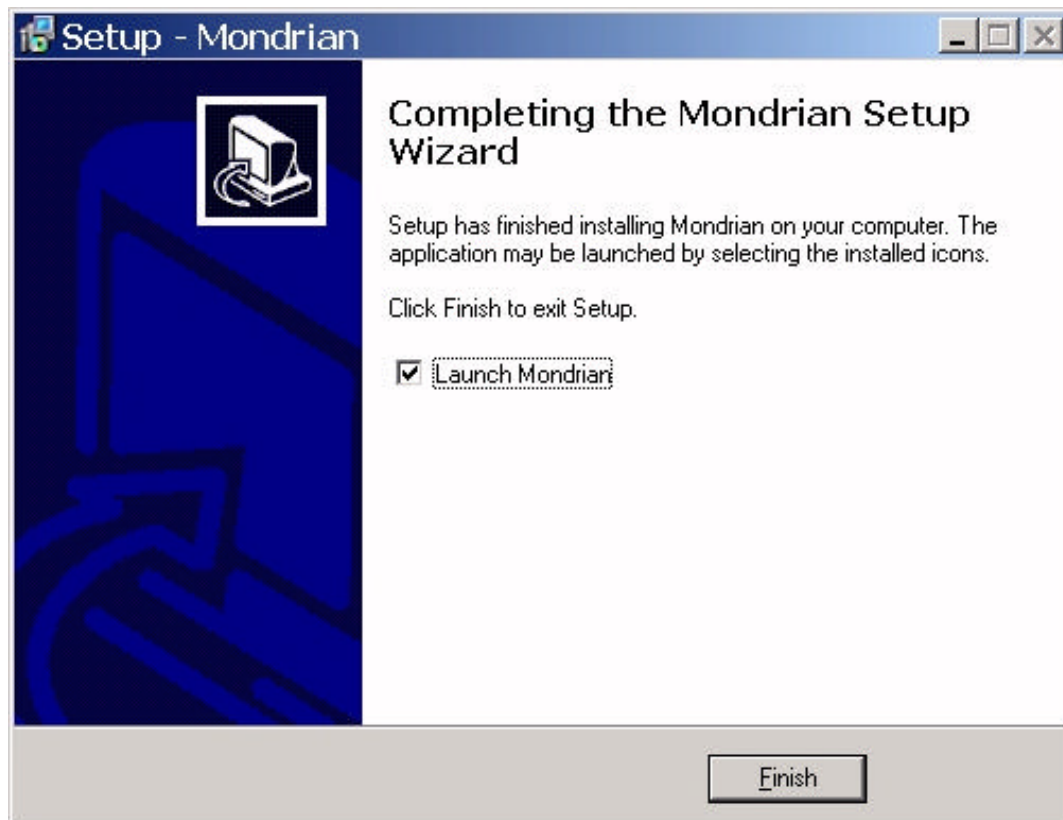 Setup - Mondrian
Completing the Mondrian Setup
Wizard
Setup has finished installing Mondrian on your computer. The
application may be launched by selecting the installed icons.
Click Finish to exit Setup.
Launch Mondrian
Finish